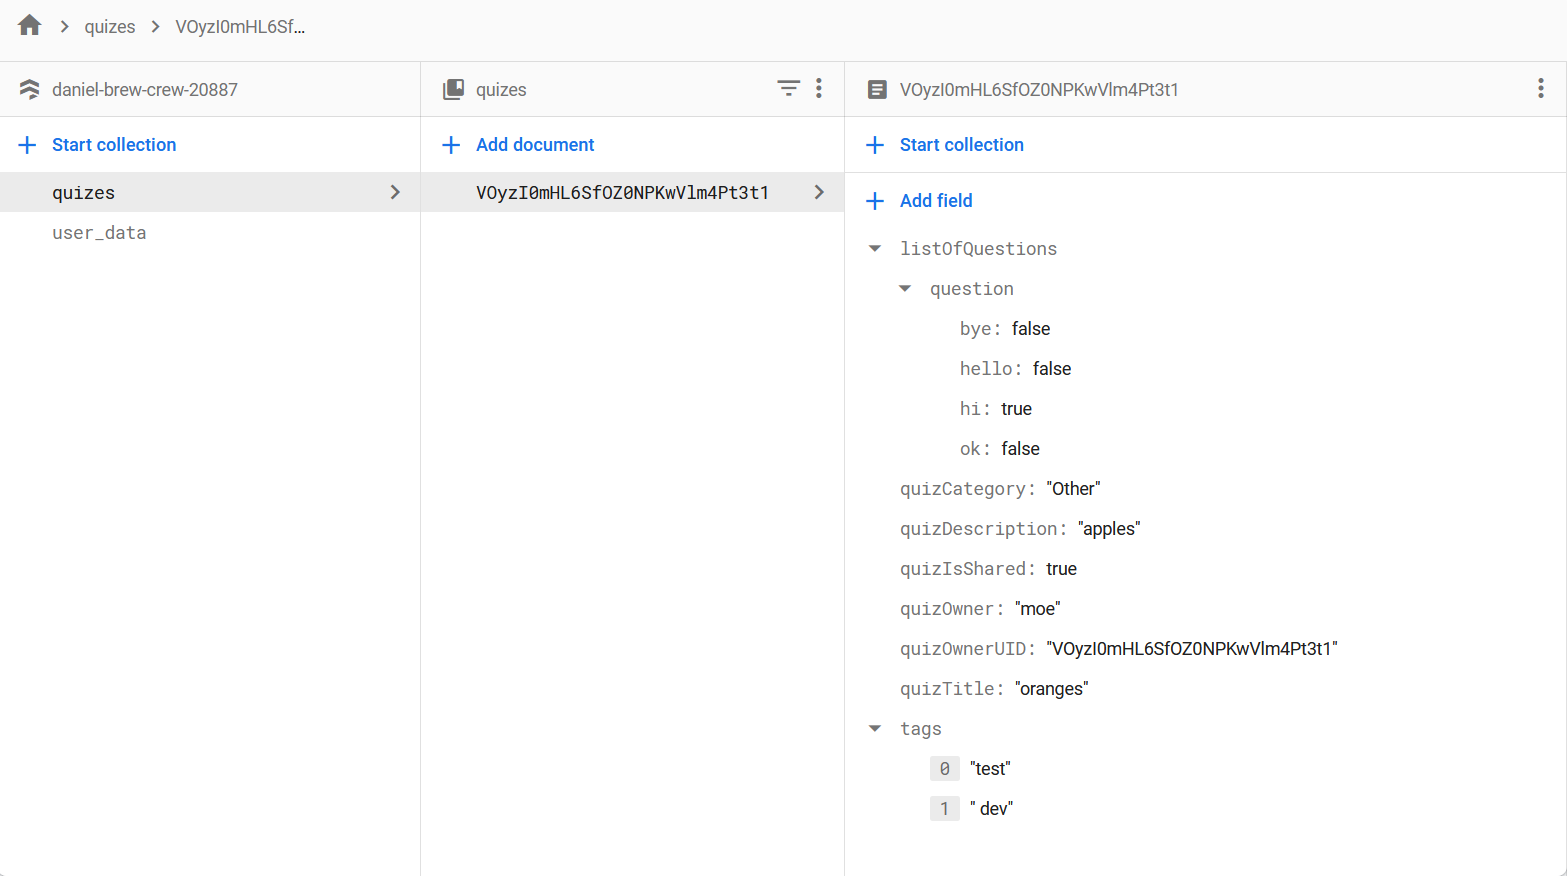 quizes
VOyzI0mHL6Sf...
daniel-brew-crew-20887
quizes
VOyzI0mHL6SfOZ0NPKwVlm4Pt3t1
Start collection
Add document
Start collection
quizes
VOyzI0mHL6SfOZ0NPKwVlm4Pt3t1
Add field
user_data
listOfQuestions
question
bye: false
hello: false
hi: true
ok: false
quizCategory: "Other"
quizDescription: "apples"
quizIsShared: true
quizOwner: "moe"
quizOwnerUID: "VOyzI0mHL6SfOZ0NPKwVlm4Pt3t1"
quizTitle: "oranges"
tags
0 "test"
1 " dev"